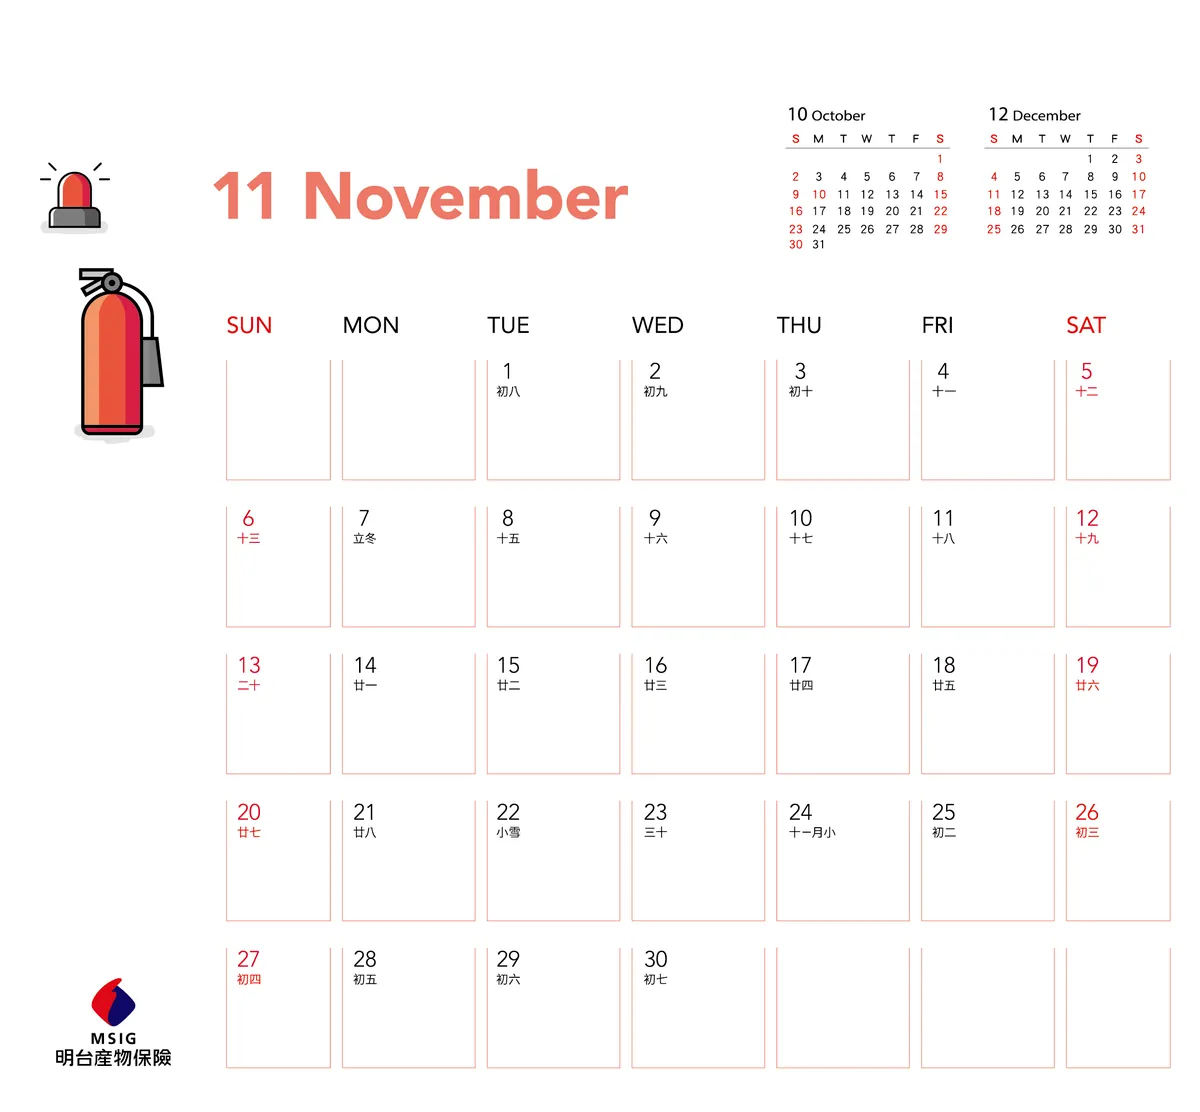 10 October
S M T W T F S
1
2 3 4 5 6 7 8
9 10 11 12 13 14 15
16 17 18 19 20 21 22
23 24 25 26 27 28 29
30 31
12 December
S M T W T F S
1 2 3
4 5 6 7 8 9 10
11 12 13 14 15 16 17
18 19 20 21 22 23 24
25 26 27 28 29 30 31
11 November
SUN MON TUE WED THU FRI SAT
1 2 3 4 5
初八 初九 初十 十一 十二
6 7 8 9 10 11 12
十三 立冬 十五 十六 十七 十八 十九
13 14 15 16 17 18 19
二十 廿一 廿二 廿三 廿四 廿五 廿六
20 21 22 23 24 25 26
廿七 廿八 小雪 三十 十一月小 初二 初三
27 28 29 30
初四 初五 初六 初七
MSIG
明台產物保險